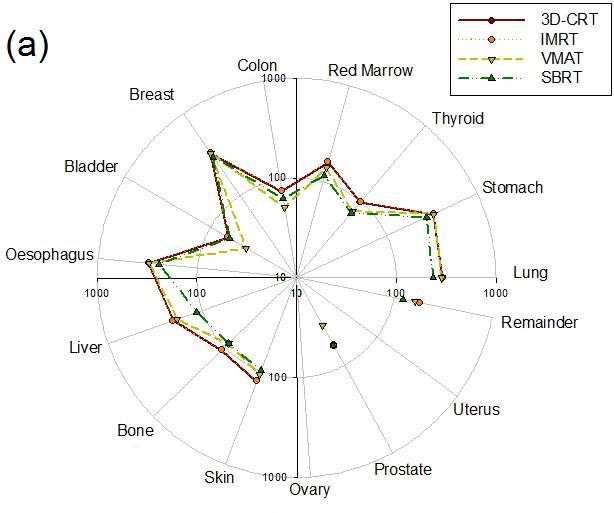 (a)
3D-CRT
IMRT
VMAT
SBRT
Colon
1000
Red Marrow
Breast
Thyroid
Bladder
100
Stomach
Oesophagus
Lung
1000
100
10
10
10
100
1000
Remainder
Liver
100
Uterus
Bone
Prostate
Skin
1000
Ovary